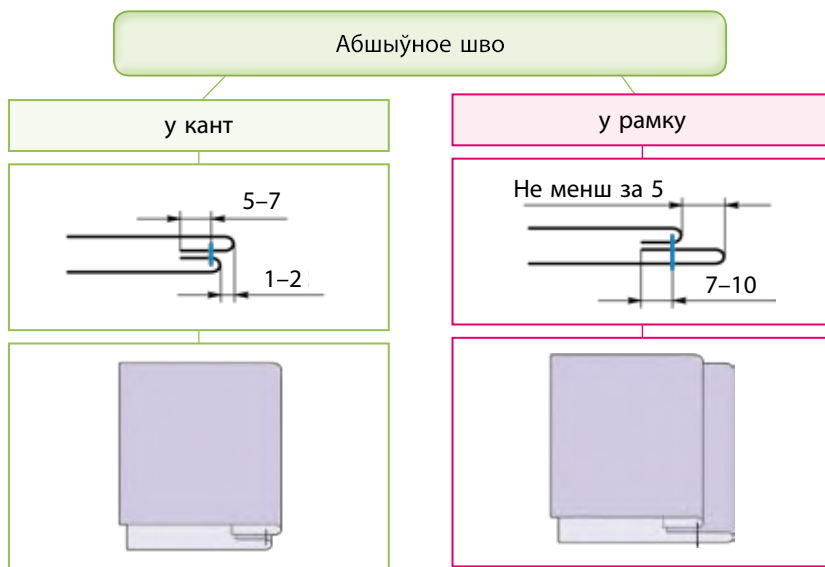 Абшыўное шво
у кант
у рамку
5–7
1–2
Не менш за 5
7–10